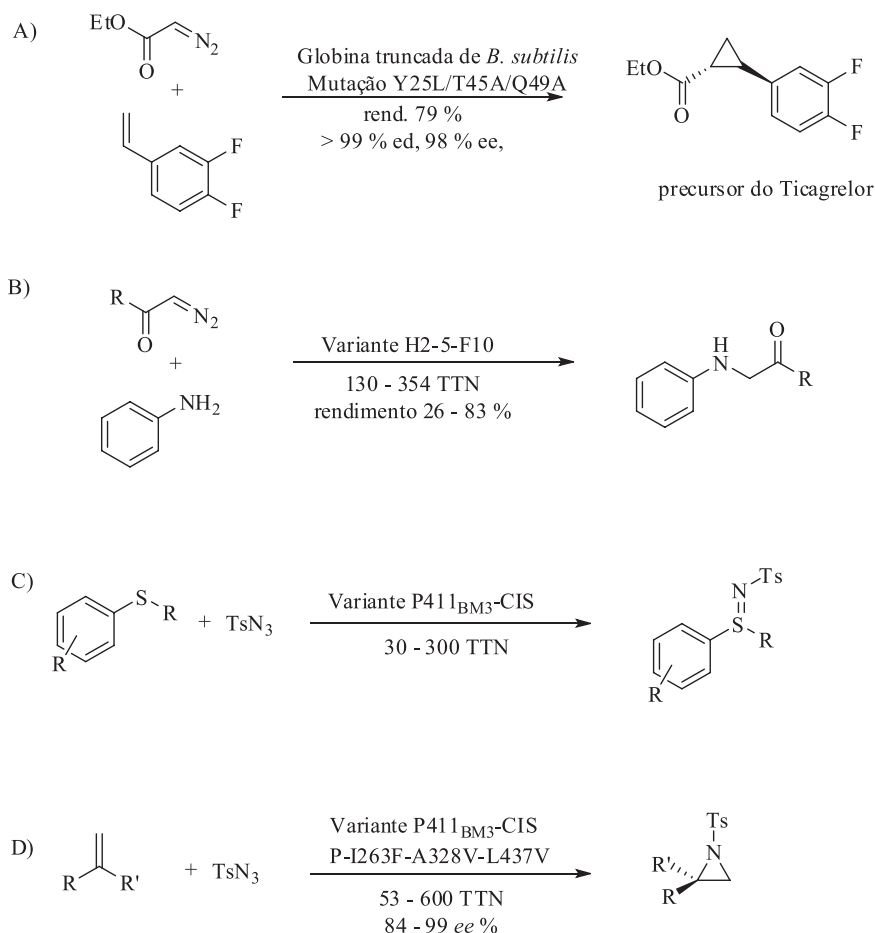 A)
EtO
N2
O
+
F
F
Globina truncada de B. subtilis
Mutação Y25L/T45A/Q49A
rend. 79 %
> 99 % ed, 98 % ee,
EtO
O
F
F
precursor do Ticagrelor
B)
R
N2
O
+
NH2
Variante H2-5-F10
130 - 354 TTN
rendimento 26 - 83 %
H
N
O
R
C)
S
R
R
+ TsN3
Variante P411BM3-CIS
30 - 300 TTN
Ts
N
S
R
R
D)
R R'
+ TsN3
Variante P411BM3-CIS
P-I263F-A328V-L437V
53 - 600 TTN
84 - 99 ee %
Ts
N
R'
R